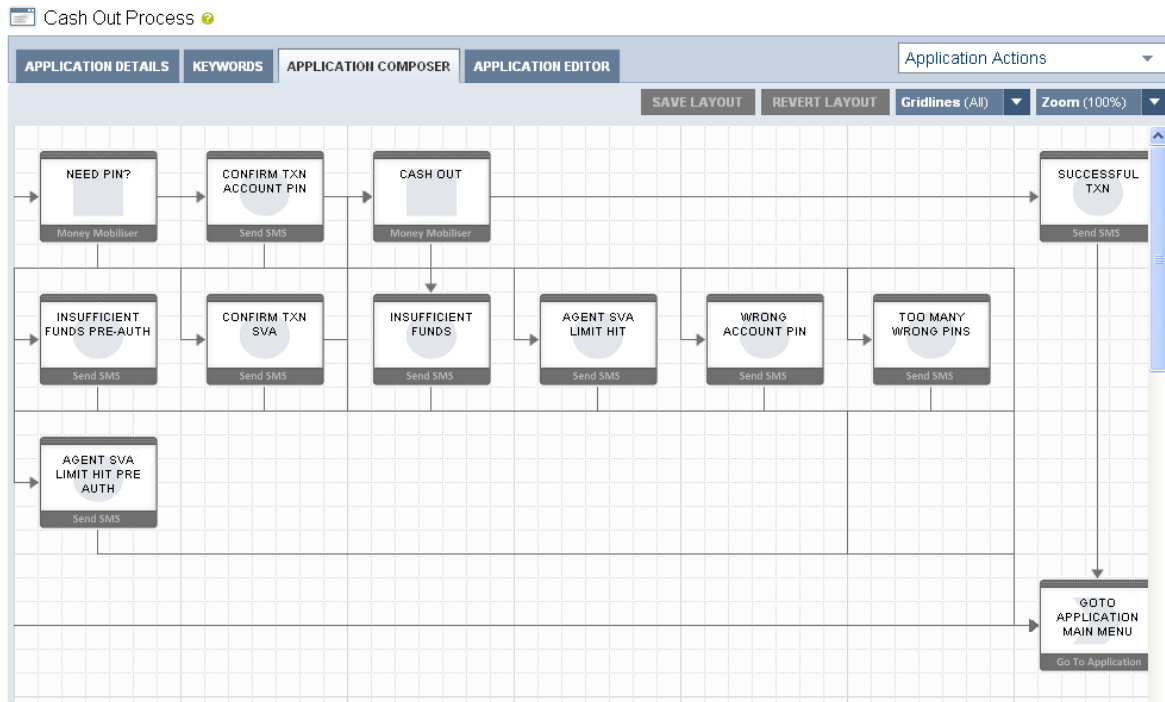 Cash Out Process
APPLICATION DETAILS
KEYWORDS
APPLICATION COMPOSER
APPLICATION EDITOR
Application Actions
SAVE LAYOUT
REVERT LAYOUT
Gridlines (All)
Zoom (100%)
NEED PIN?
Money Mobiliser
CONFIRM TXN
ACCOUNT PIN
Send SMS
CASH OUT
Money Mobiliser
SUCCESSFUL
TXN
Send SMS
INSUFFICIENT
FUNDS PRE-AUTH
Send SMS
CONFIRM TXN
SVA
Send SMS
INSUFFICIENT
FUNDS
Send SMS
AGENT SVA
LIMIT HIT
Send SMS
WRONG
ACCOUNT PIN
Send SMS
TOO MANY
WRONG PINS
Send SMS
AGENT SVA
LIMIT HIT PRE
AUTH
Send SMS
GOTO
APPLICATION
MAIN MENU
Go To Application